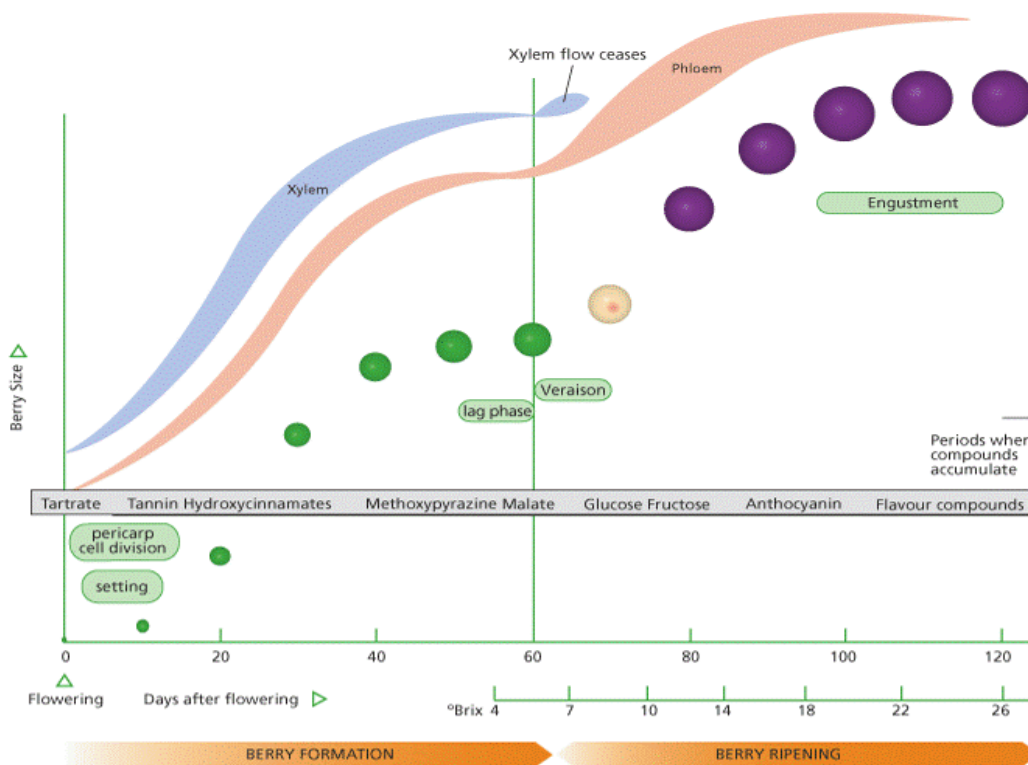 Xylem flow ceases
Phloem
Xylem
Engustment
Veraison
lag phase
Berry Size
Periods when
compounds
accumulate
Tartrate Tannin Hydroxycinnamates Methoxypyrazine Malate Glucose Fructose Anthocyanin Flavour compounds
pericarp
cell division
setting
0 20 40 60 80 100 120
Flowering Days after flowering
°Brix 4 7 10 14 18 22 26
BERRY FORMATION BERRY RIPENING